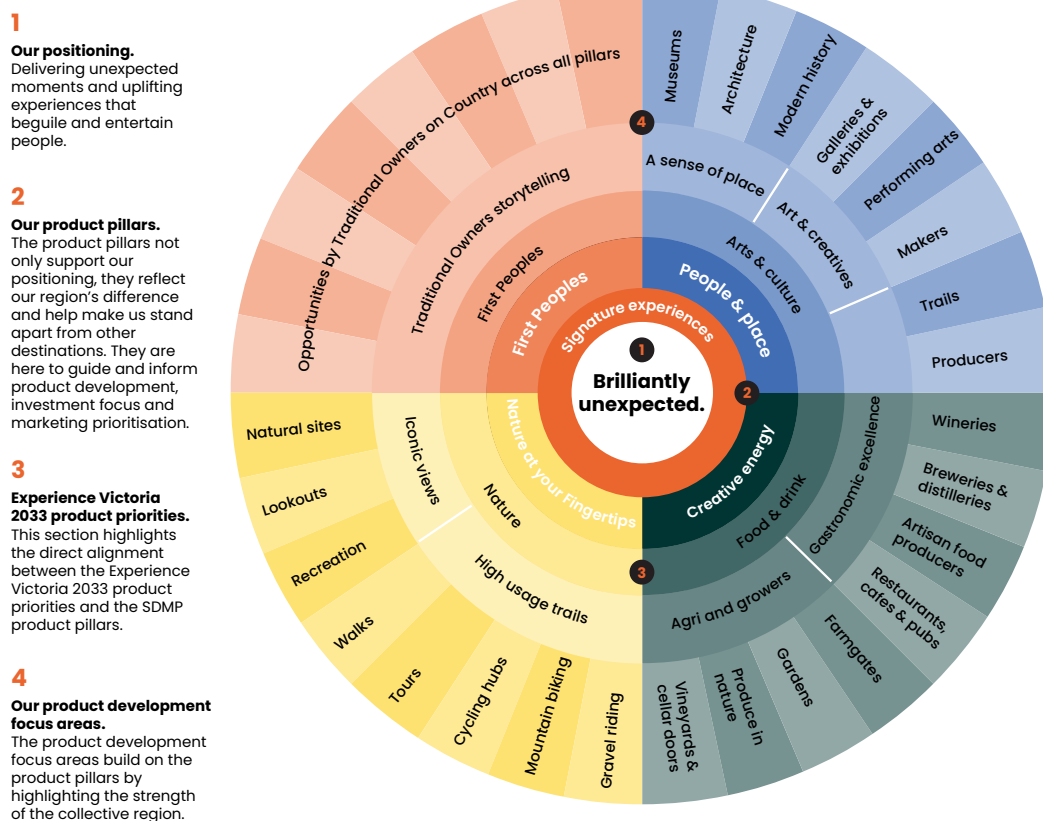 1
Our positioning.
Delivering unexpected
moments and uplifting
experiences that
beguile and entertain
people.
2
Our product pillars.
The product pillars not
only support our
positioning, they reflect
our region's difference
and help make us stand
apart from other
destinations. They are
here to guide and inform
product development,
investment focus and
marketing prioritisation.
3
Experience Victoria
2033 product priorities.
This section highlights
the direct alignment
between the Experience
Victoria 2033 product
priorities and the SDMP
product pillars.
4
Our product development
focus areas.
The product development
focus areas build on the
product pillars by
highlighting the strength
of the collective region.
1
Brilliantly
unexpected.
Signature experiences
2
First Peoples
People & place
Creative energy
Nature at your Fingertips
3
First Peoples
Arts & culture
Food & drink
Nature
4
Traditional Owners storytelling
A sense of place
Art & creatives
Gastronomic excellence
Agri and growers
High usage trails
Iconic views
Opportunities by Traditional Owners on Country across all pillars
Museums
Architecture
Modern history
Galleries &
exhibitions
Performing arts
Makers
Trails
Producers
Wineries
Breweries &
distilleries
Artisan food
producers
Restaurants,
cafes & pubs
Farmgates
Gardens
Produce in
nature
Vineyards &
cellar doors
Gravel riding
Mountain biking
Cycling hubs
Tours
Walks
Recreation
Lookouts
Natural sites